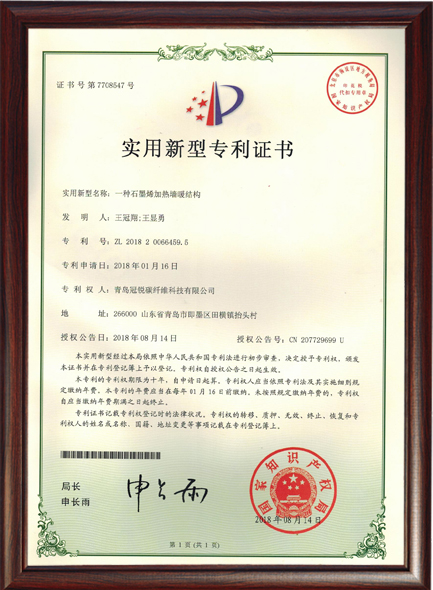 证书号第7708547号
实用新型专利证书
实用新型名称：一种石墨烯加热墙暖结构
发 明 人：王冠翔;王显勇
专 利 号：ZL 2018 2 0066459.5
专利申请日：2018年01月16日
专 利 权 人：青岛冠锐碳纤维科技有限公司
地 址：266000 山东省青岛市即墨区田横镇抬头村
授权公告日：2018年08月14日 授权公告号：CN 207729699 U
本实用新型经过本局依照中华人民共和国专利法进行初步审查，决定授予专利权，颁发
本证书并在专利登记簿上予以登记。专利权自授权公告之日起生效。
本专利的专利权期限为十年，自申请日起算。专利权人应当依照专利法及其实施细则规
定缴纳年费。本专利的年费应当在每年01月16日前缴纳。未按照规定缴纳年费的，专利权
自应当缴纳年费期满之日起终止。
专利证书记载专利权登记时的法律状况。专利权的转移、质押、无效、终止、恢复和专
利权人的姓名或名称、国籍、地址变更等事项记载在专利登记簿上。
局长
申长雨
申长雨
国家知识产权局
2018年08月14日
第 1 页 (共 1 页)